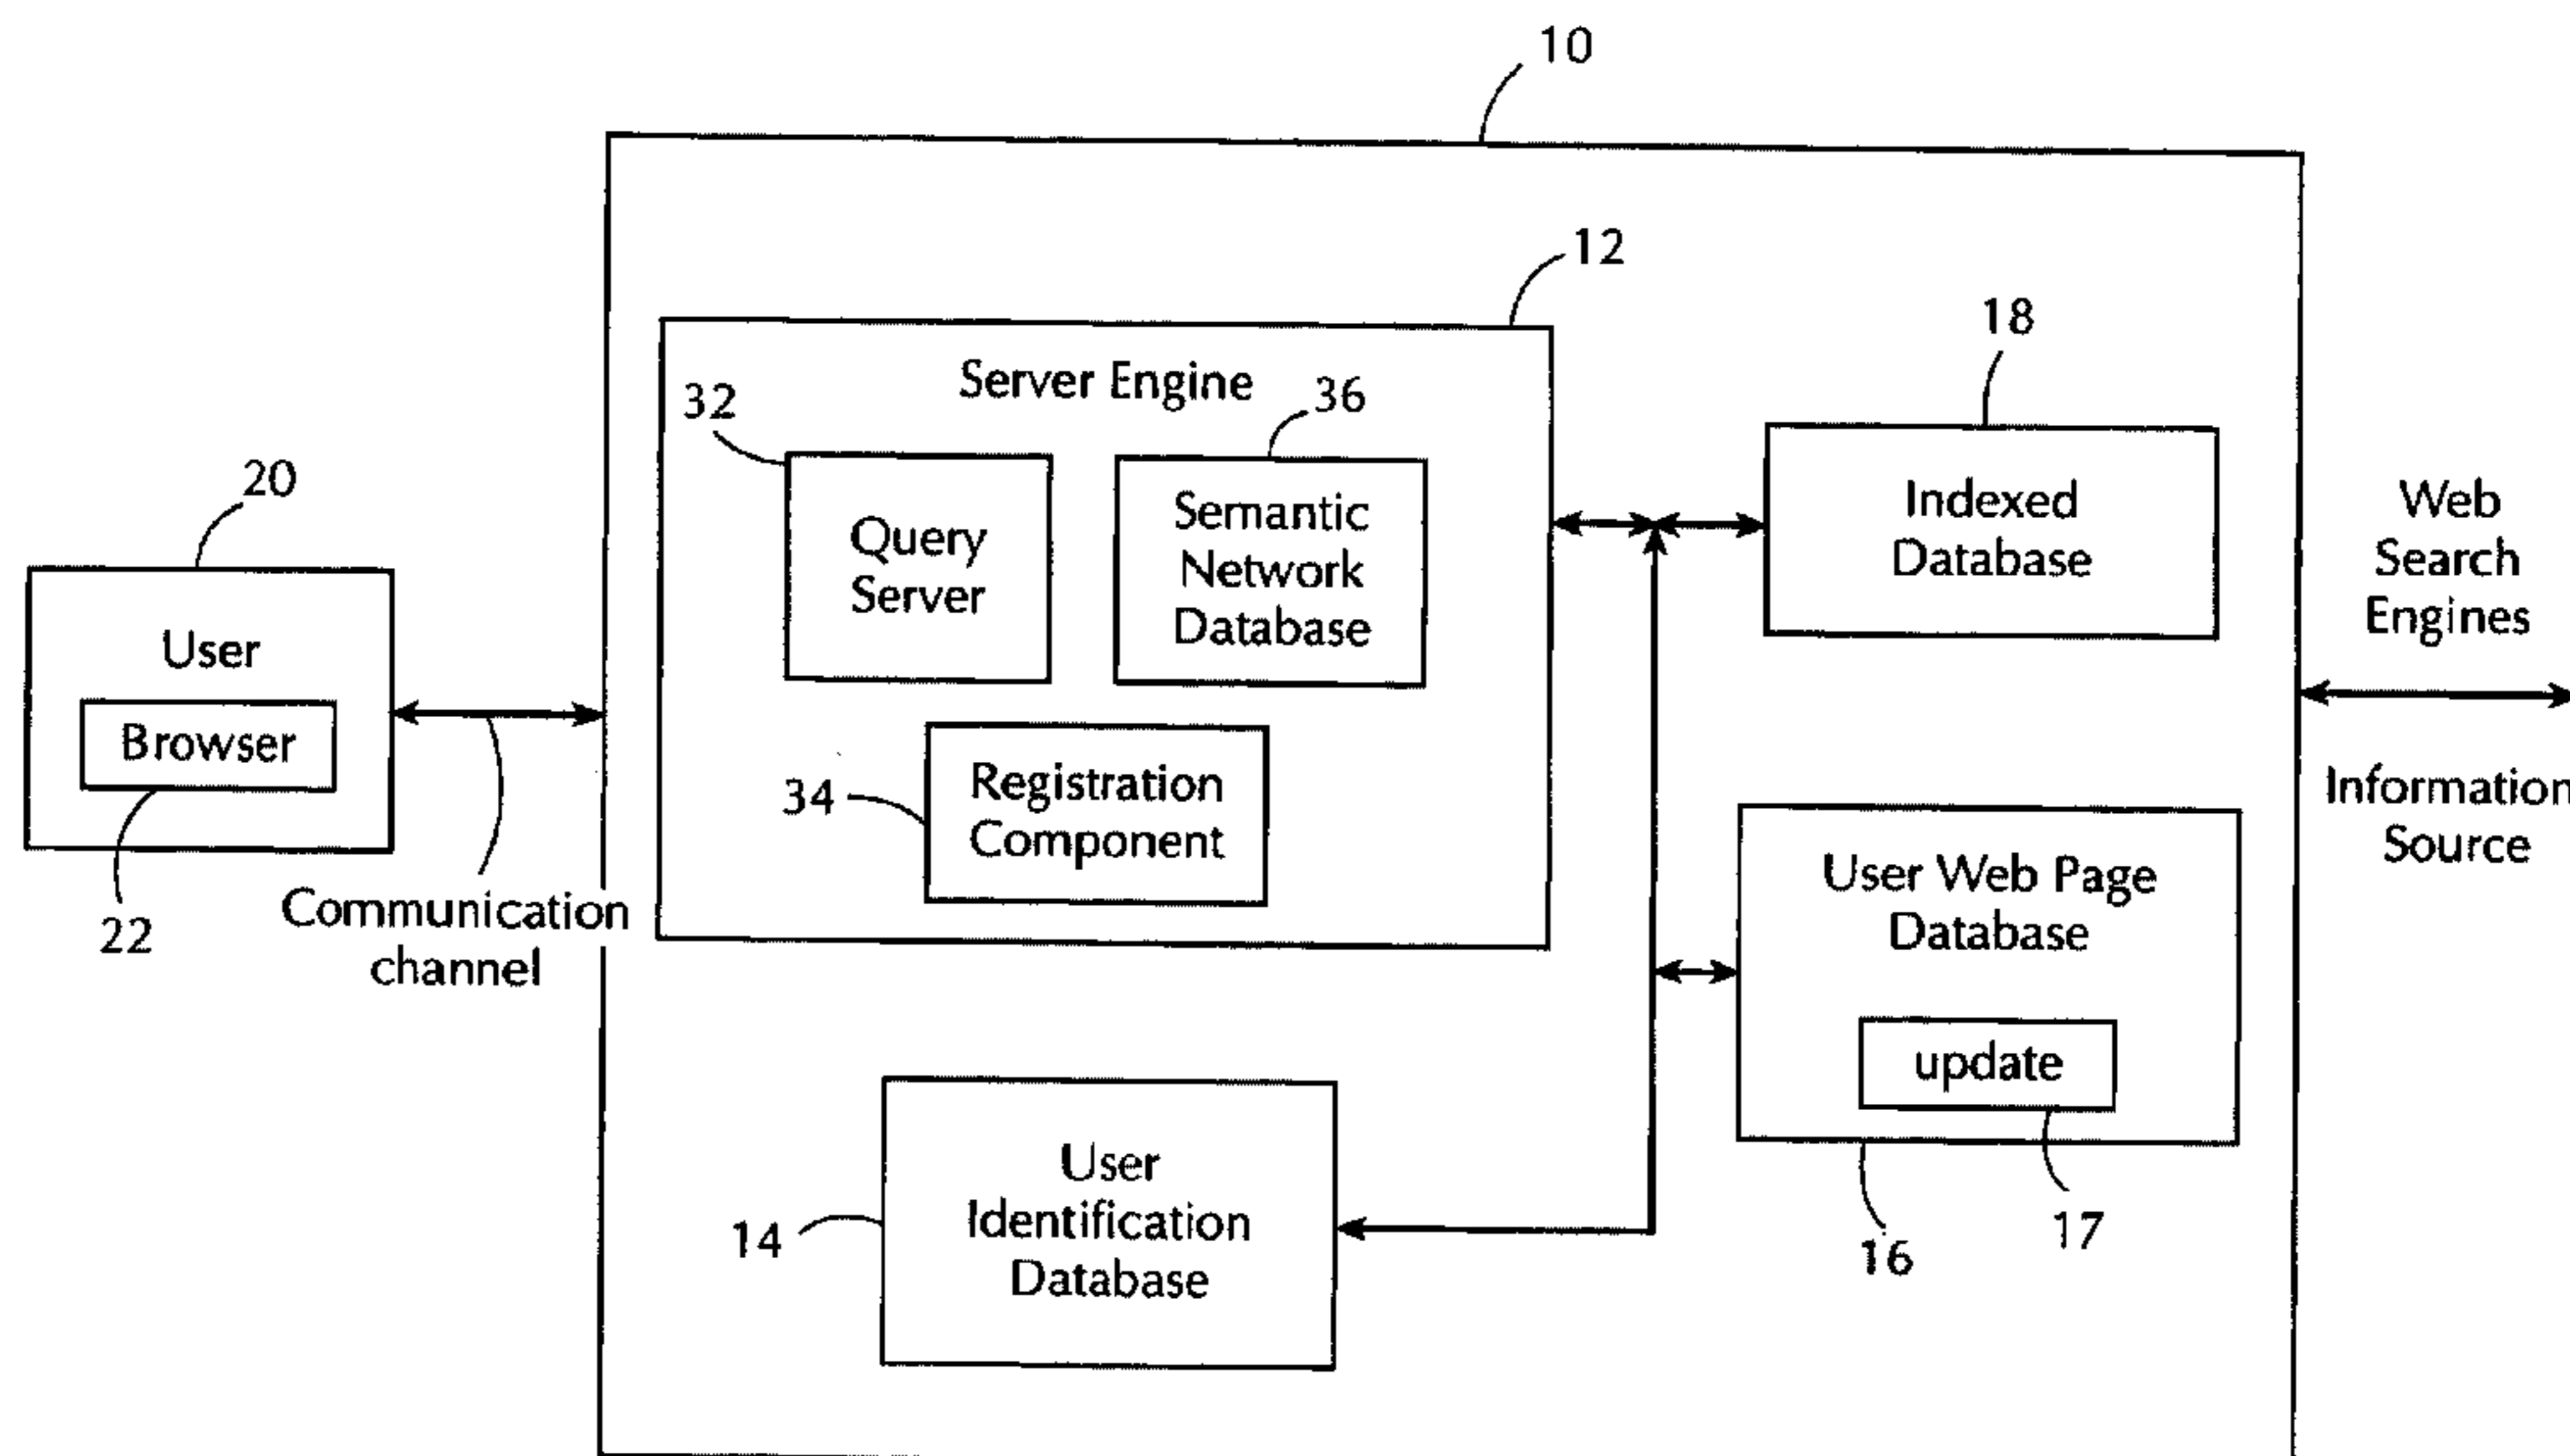 10
12
18
Server Engine
32
36
20
Query
Server
Semantic
Network
Database
Indexed
Database
Web
Search
Engines
User
Browser
22
Communication
channel
34
Registration
Component
Information
Source
User Web Page
Database
update
16
17
14
User
Identification
Database